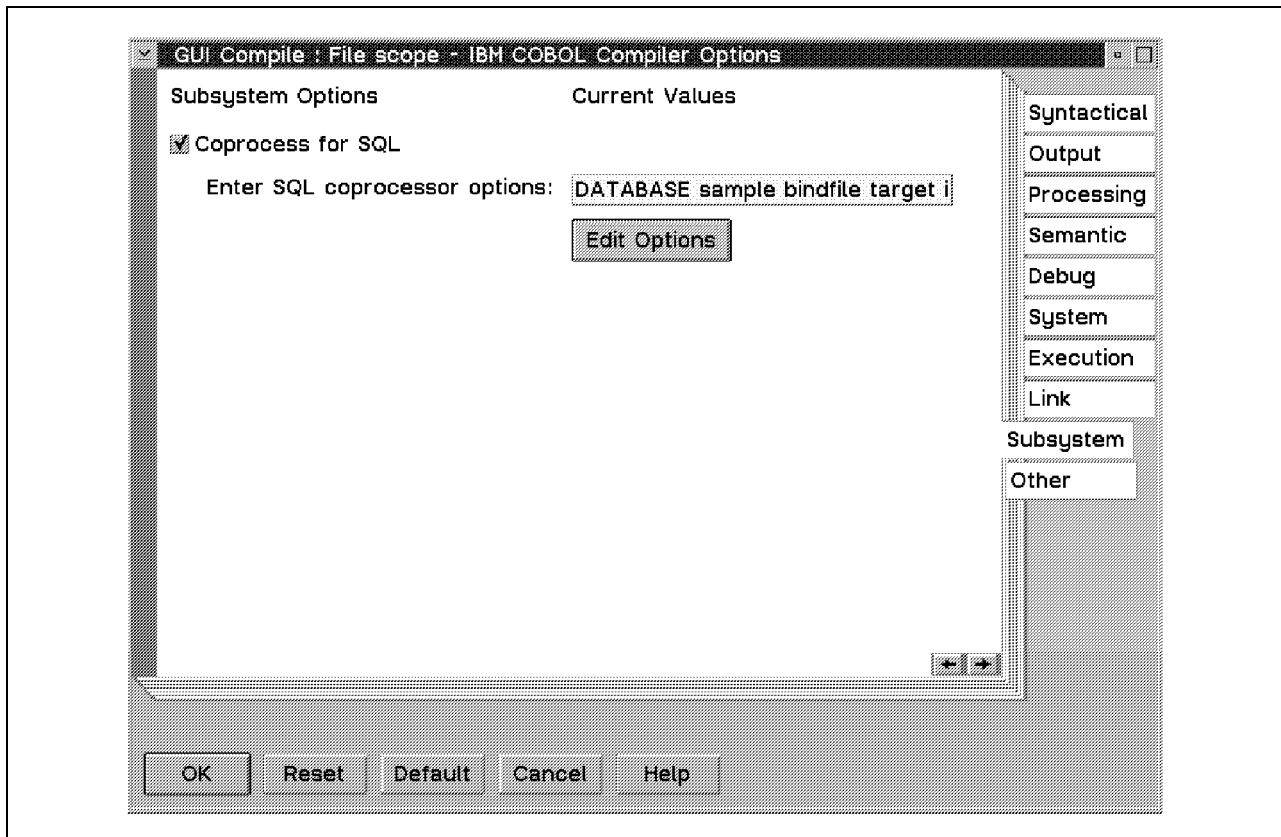 GUI Compile : File scope - IBM COBOL Compiler Options
Subsystem Options Current Values
Coprocess for SQL
Enter SQL coprocessor options: DATABASE sample bindfile target i
Edit Options
Syntactical
Output
Processing
Semantic
Debug
System
Execution
Link
Subsystem
Other
OK Reset Default Cancel Help